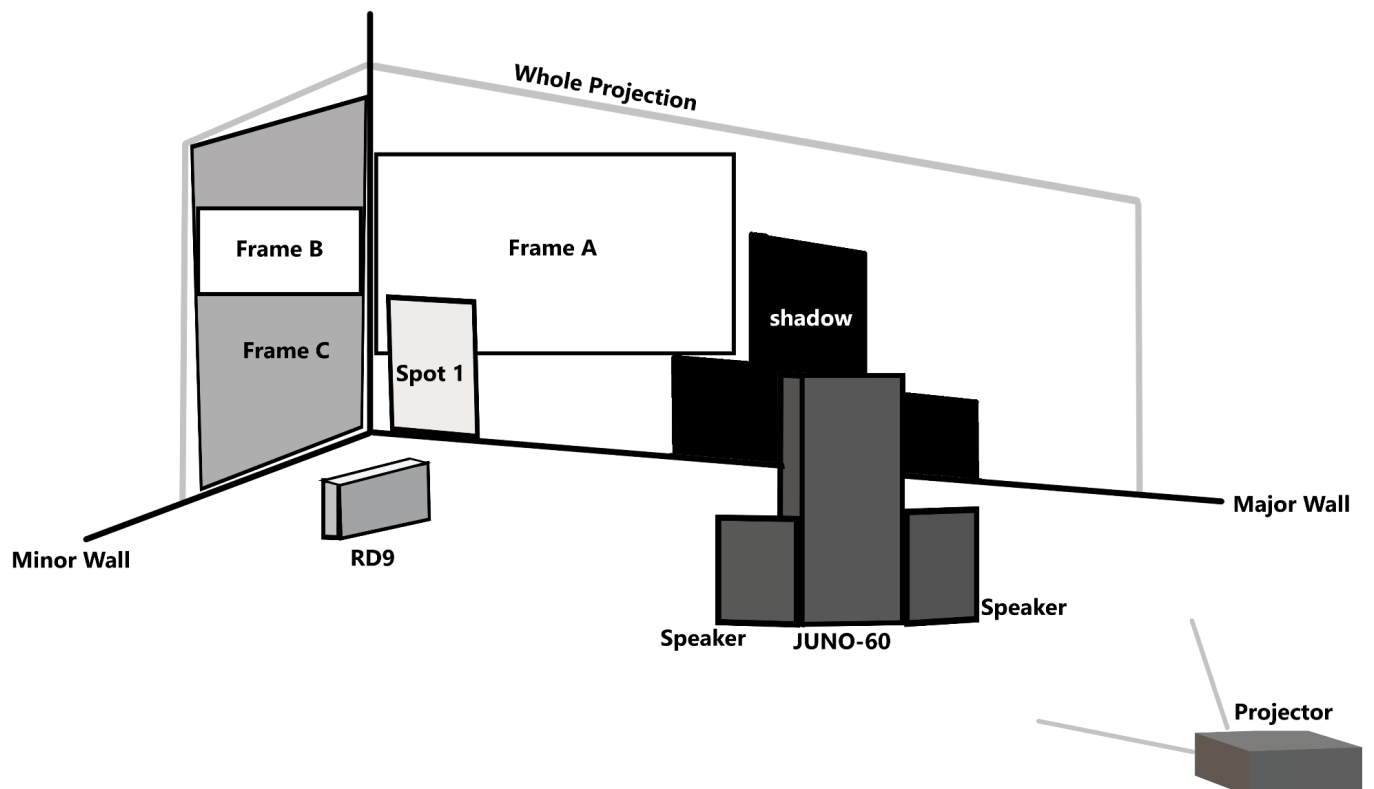 Whole Projection
Frame B
Frame A
shadow
Frame C
Spot 1
Major Wall
Minor Wall
RD9
Speaker
Speaker
JUNO-60
Projector